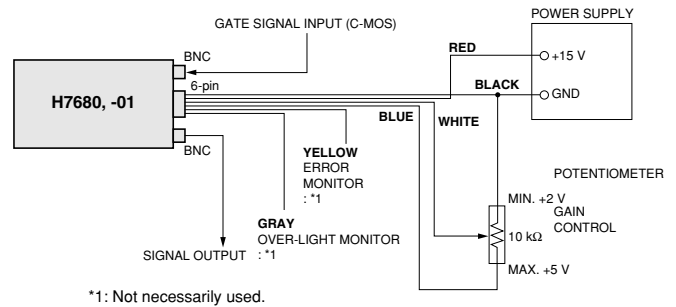 GATE SIGNAL INPUT (C-MOS)
POWER SUPPLY
BNC
RED
+15 V
6-pin
H7680, -01
BLACK
GND
BLUE
WHITE
BNC
YELLOW
ERROR
MONITOR
: *1
POTENTIOMETER
MIN. +2 V
GAIN
CONTROL
GRAY
OVER-LIGHT MONITOR
: *1
10 kΩ
SIGNAL OUTPUT
MAX. +5 V
*1: Not necessarily used.